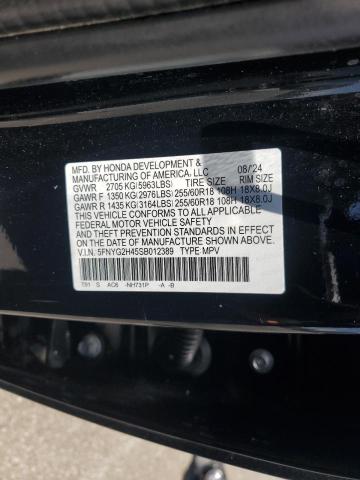 MFD. BY HONDA DEVELOPMENT &
MANUFACTURING OF AMERICA, LLC 08/24
GVWR 2705 KG(5963LBS) TIRE SIZE RIM SIZE
GAWR F 1350 KG(2976LBS) 255/60R18 108H 18X8.0J
GAWR R 1435 KG(3164LBS) 255/60R18 108H 18X8.0J
THIS VEHICLE CONFORMS TO ALL APPLICABLE
FEDERAL MOTOR VEHICLE SAFETY
AND THEFT PREVENTION STANDARDS IN EFFECT
ON THE DATE OF MANUFACTURE SHOWN ABOVE.
V.I.N. 5FNYG2H45SB012389 TYPE:MPV
S AC6 -NH731P -A -B